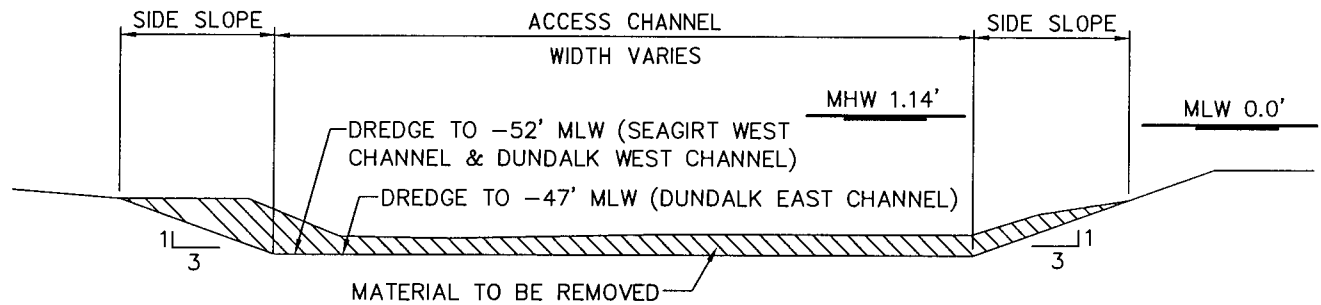 SIDE SLOPE
ACCESS CHANNEL
SIDE SLOPE
WIDTH VARIES
MHW 1.14'
MLW 0.0'
DREDGE TO -52' MLW (SEAGIRT WEST
CHANNEL & DUNDALK WEST CHANNEL)
DREDGE TO -47' MLW (DUNDALK EAST CHANNEL)
1
3
1
3
MATERIAL TO BE REMOVED